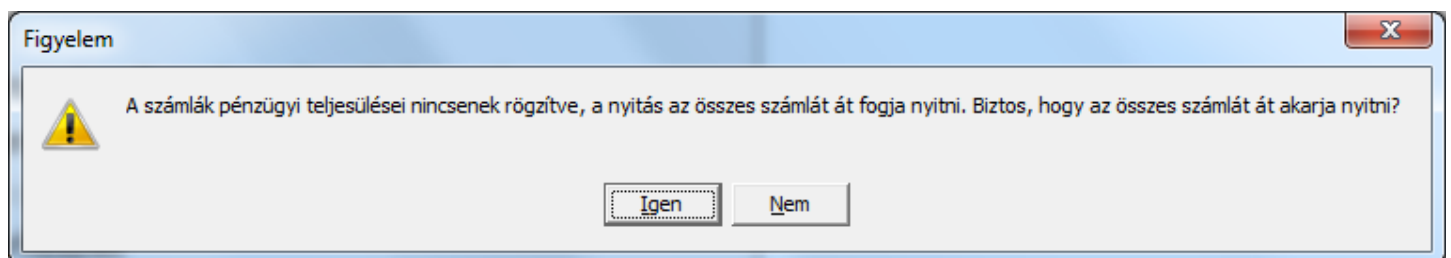 Figyelem
A számlák pénzügyi teljesülései nincsenek rögzítve, a nyitás az összes számlát át fogja nyitni. Biztos, hogy az összes számlát át akarja nyitni?
Igen
Nem